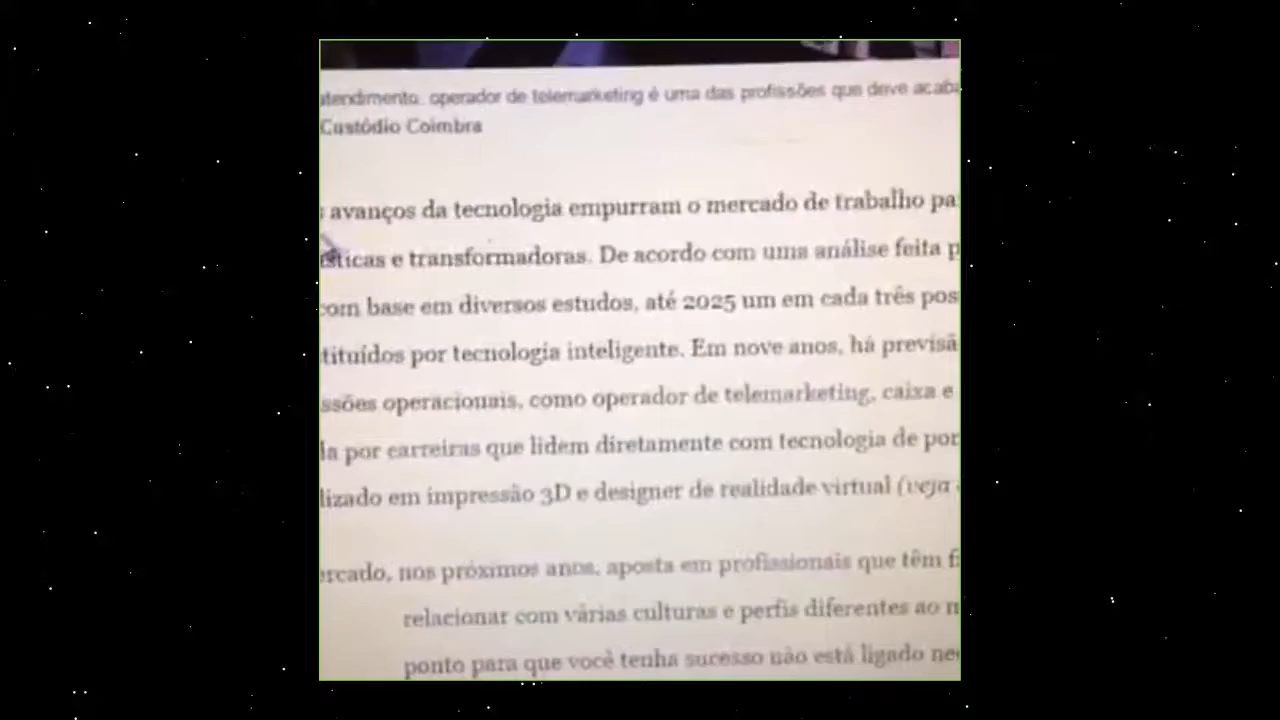 atendimento, operador de telemarketing é uma das profissões que deve acaba
Custódio Coimbra
s avanços da tecnologia empurram o mercado de trabalho pa
ísticas e transformadoras. De acordo com uma análise feita p
com base em diversos estudos, até 2025 um em cada três pos
tituídos por tecnologia inteligente. Em nove anos, há previsã
ssões operacionais, como operador de telemarketing, caixa e
la por carreiras que lidem diretamente com tecnologia de pon
lizado em impressão 3D e designer de realidade virtual (veja
ercado, nos próximos anos, aposta em profissionais que têm f
relacionar com várias culturas e perfis diferentes ao n
ponto para que você tenha sucesso não está ligado ne